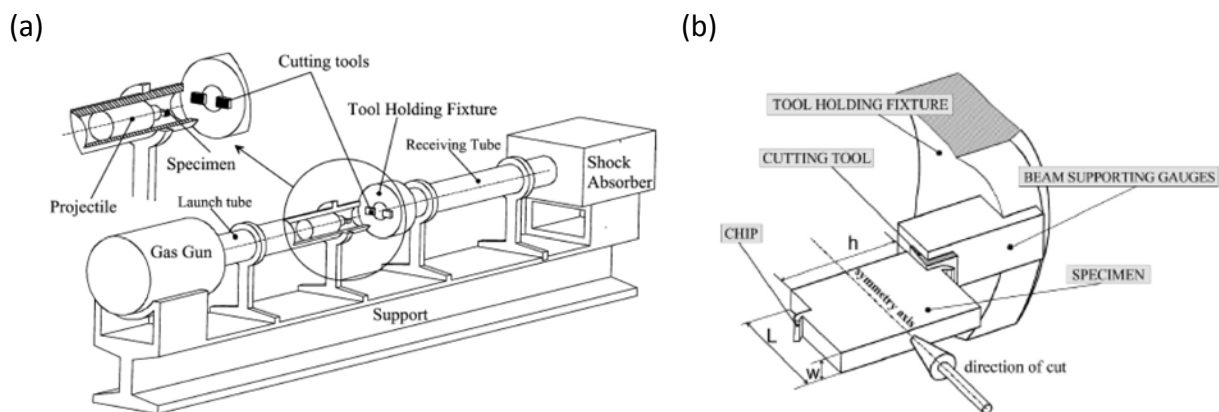 (a)
Cutting tools
Tool Holding Fixture
Receiving Tube
Specimen
Projectile
Launch tube
Gas Gun
Shock
Absorber
Support
(b)
TOOL HOLDING FIXTURE
CUTTING TOOL
BEAM SUPPORTING GAUGES
CHIP
h
SPECIMEN
symmetry axis
L
w
direction of cut